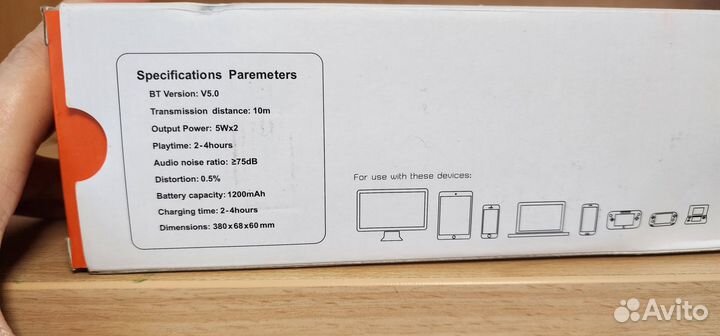 Specifications Paremeters
BT Version: V5.0
Transmission distance: 10m
Output Power: 5Wx2
Playtime: 2-4hours
Audio noise ratio: ≥75dB
Distortion: 0.5%
Battery capacity: 1200mAh
Charging time: 2-4hours
Dimensions: 380x68x60mm
For use with these devices:
Avito